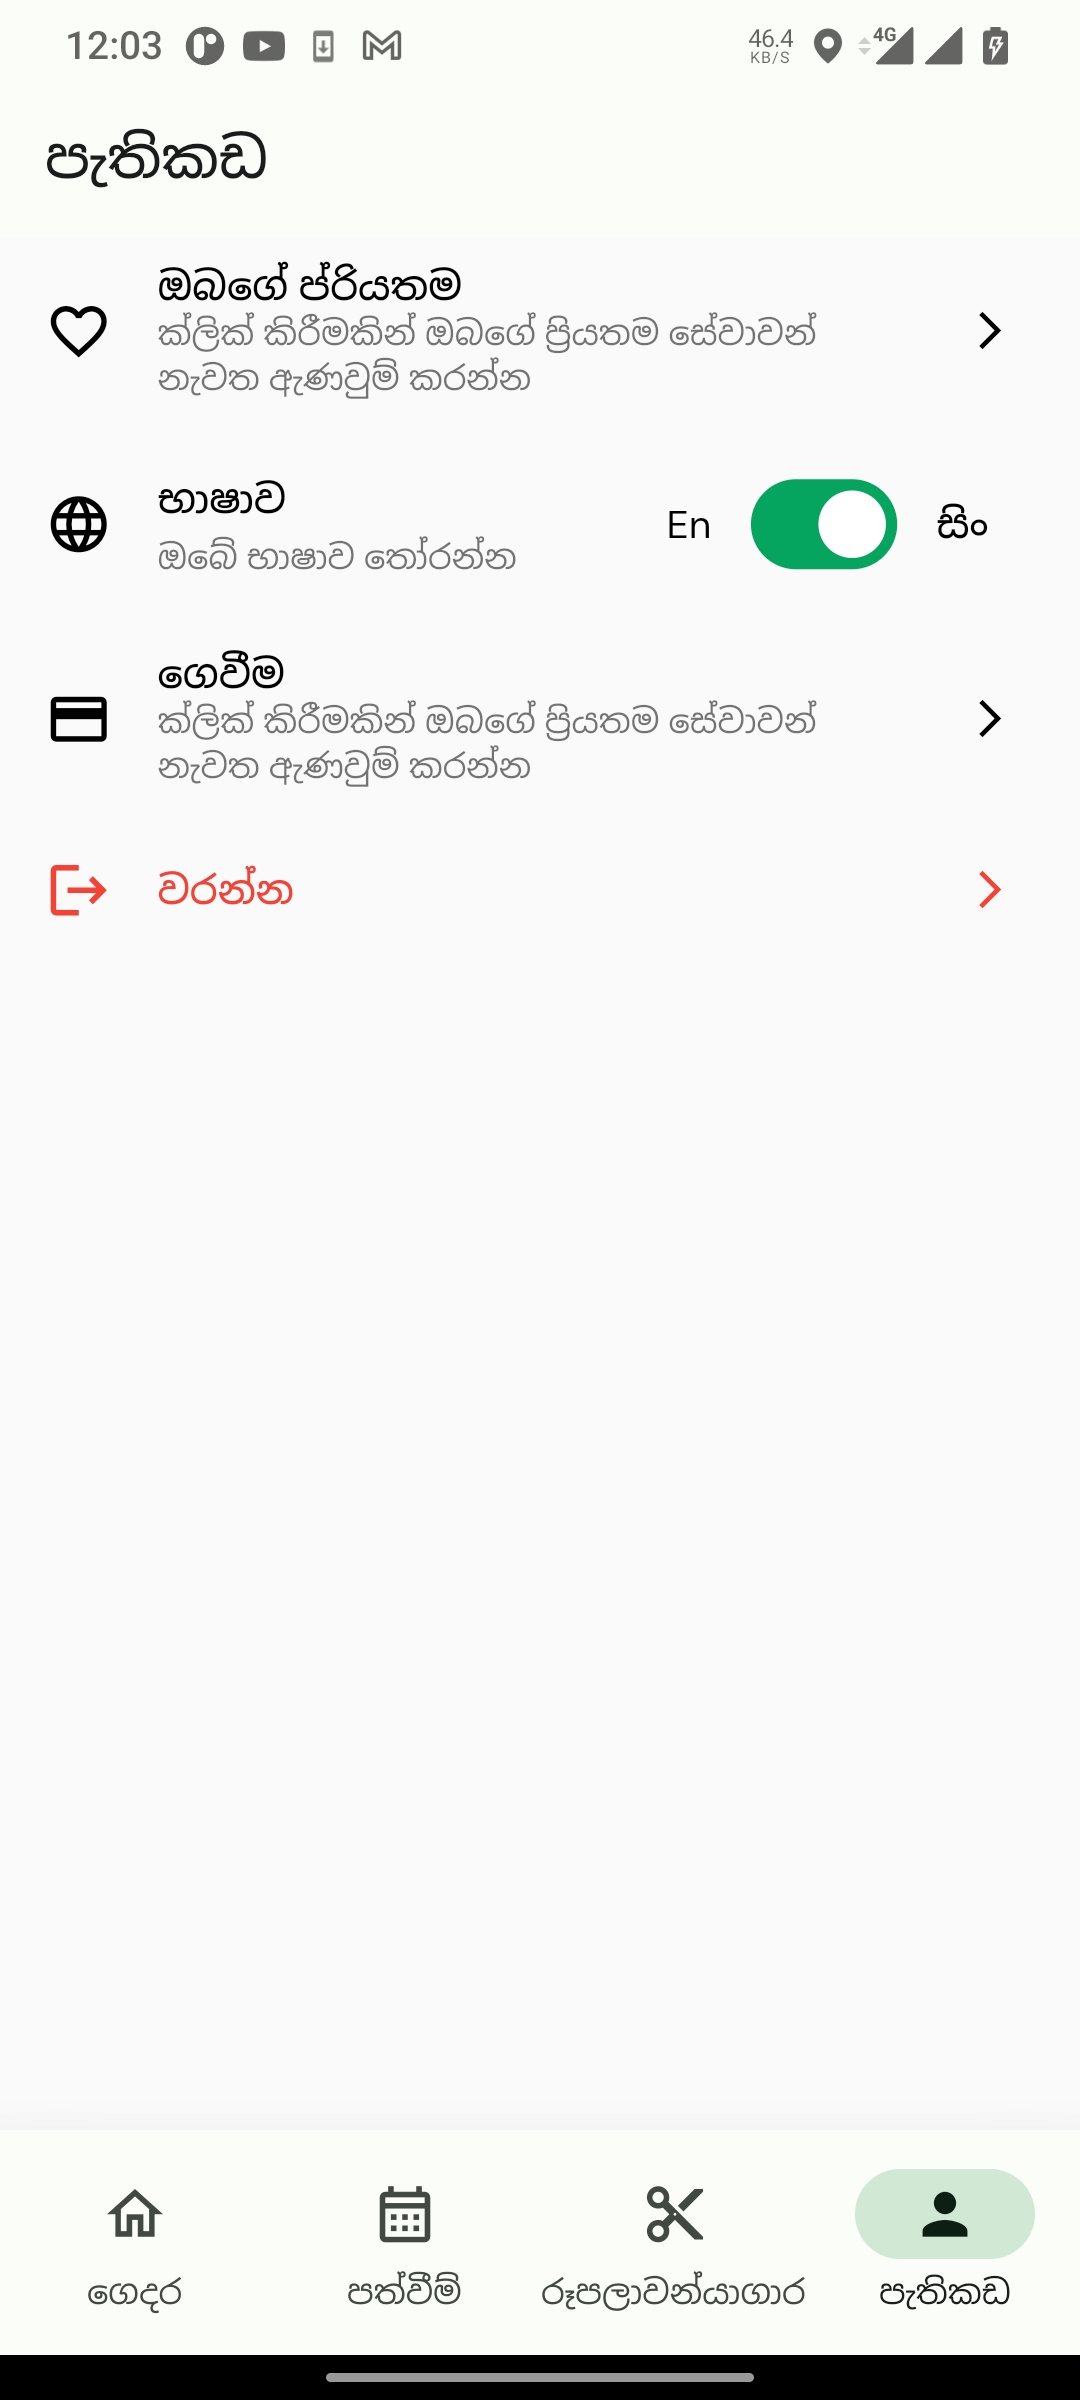 12:03
46.4
KB/S
4G
පැතිකඩ
ඔබගේ ප්රියතම
ක්ලික් කිරීමකින් ඔබගේ ප්‍රියතම සේවාවන්
නැවත ඇණවුම් කරන්න
භාෂාව
ඔබේ භාෂාව තෝරන්න
En
සිං
ගෙවීම
ක්ලික් කිරීමකින් ඔබගේ ප්‍රියතම සේවාවන්
නැවත ඇණවුම් කරන්න
වරන්න
ගෙදර
පත්වීම්
රූපලාවන්යාගාර
පැතිකඩ